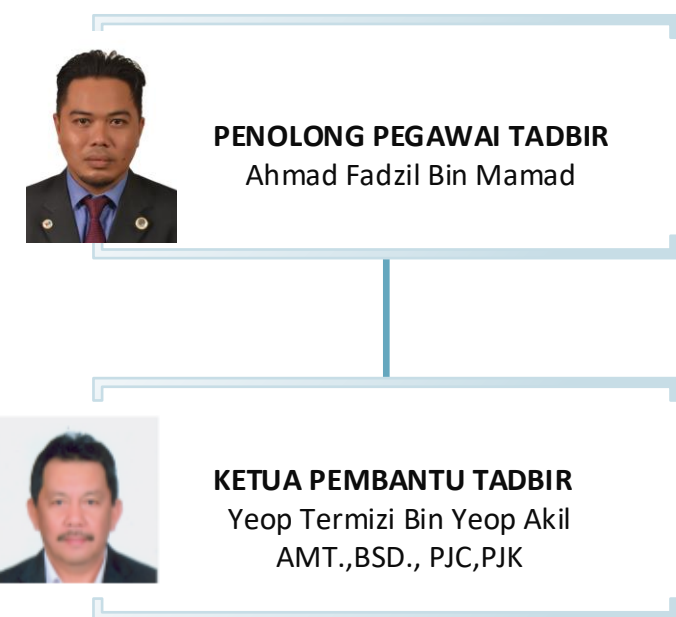 PENOLONG PEGAWAI TADBIR
Ahmad Fadzil Bin Mamad
KETUA PEMBANTU TADBIR
Yeop Termizi Bin Yeop Akil
AMT.,BSD., PJC,PJK